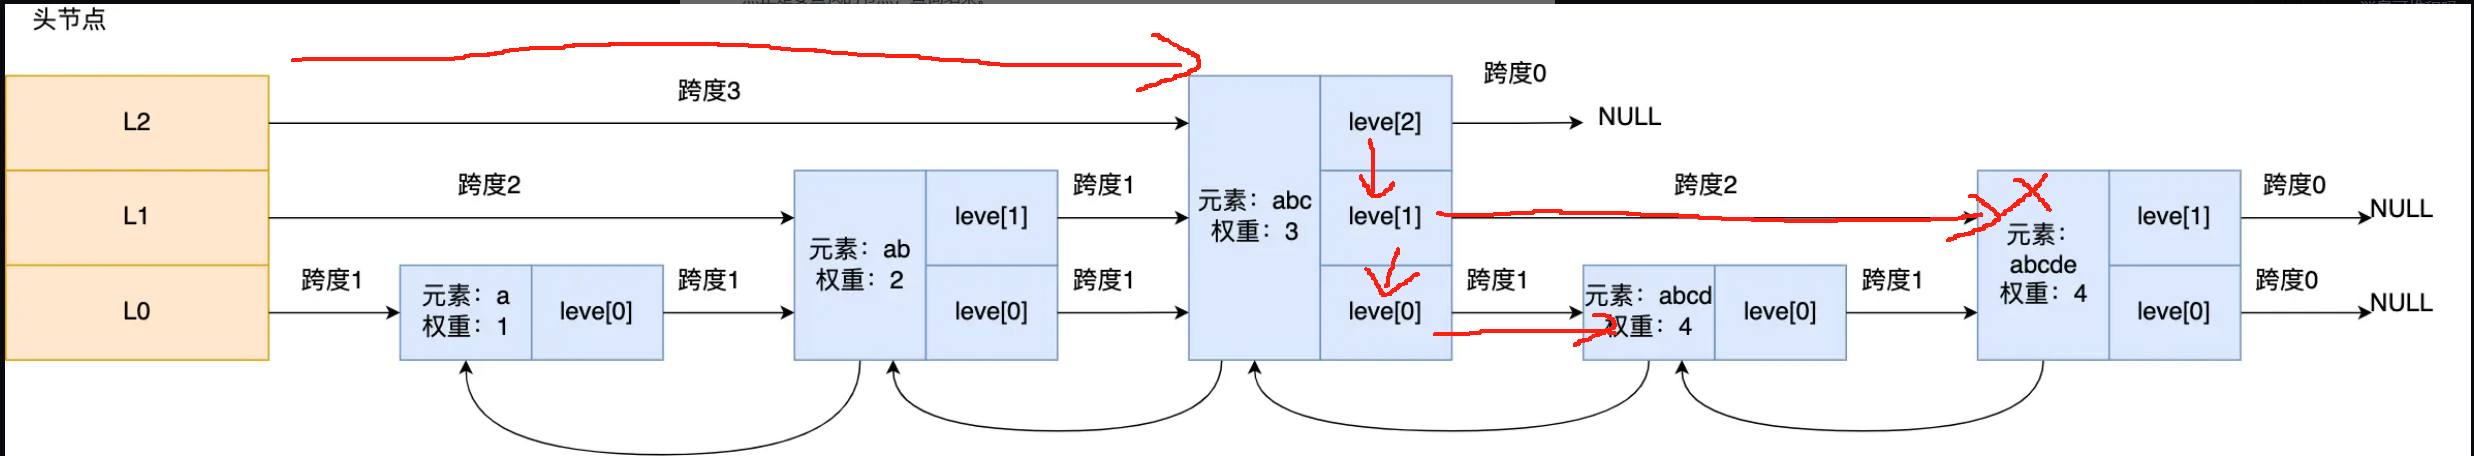 头节点
跨度0
跨度3
L2
leve[2]
NULL
跨度2
跨度1
跨度2
跨度0
L1
leve[1]
元素：abc
权重：3
leve[1]
leve[1]
NULL
元素：ab
权重：2
元素：
abcde
权重：4
跨度1
跨度1
跨度1
跨度1
跨度1
跨度0
L0
元素：a
权重：1
leve[0]
leve[0]
leve[0]
元素：abcd
权重：4
leve[0]
leve[0]
NULL